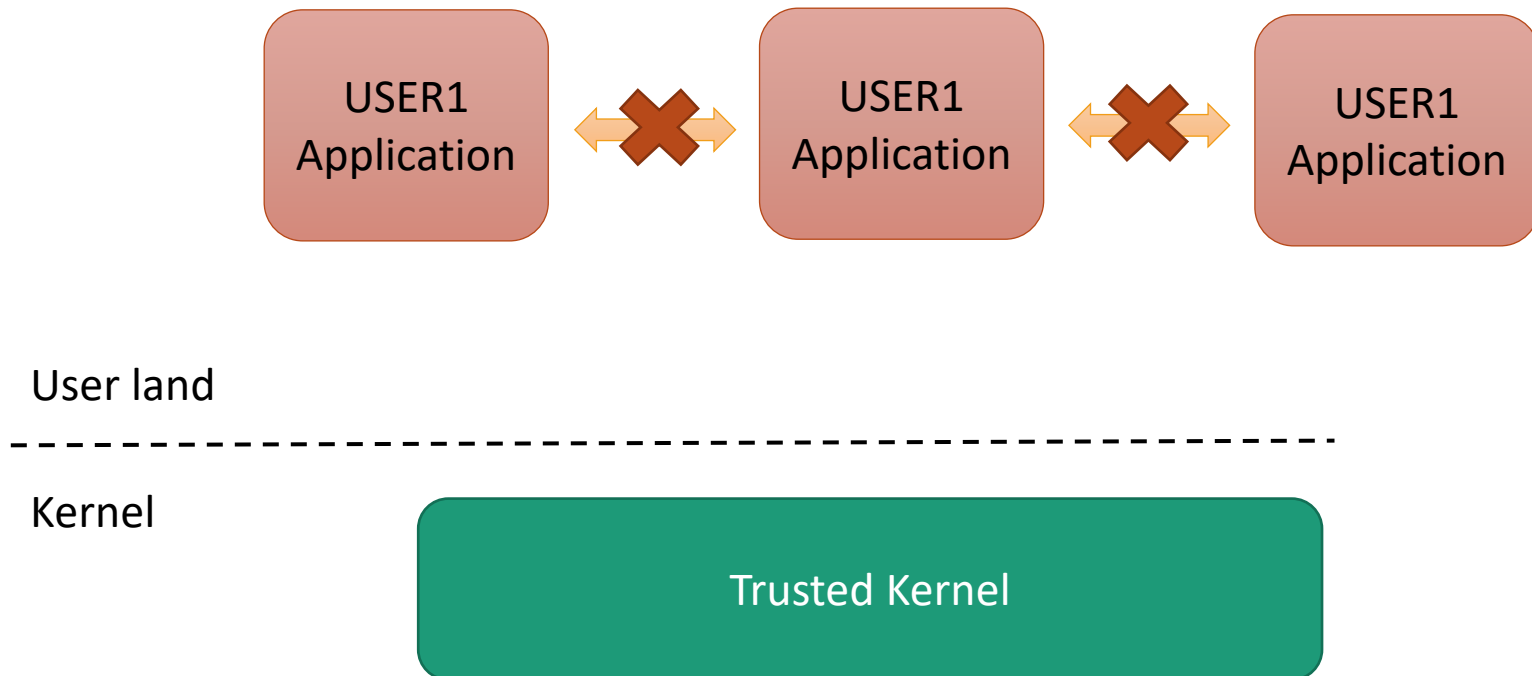 USER1
Application
USER1
Application
USER1
Application
User land
Kernel
Trusted Kernel